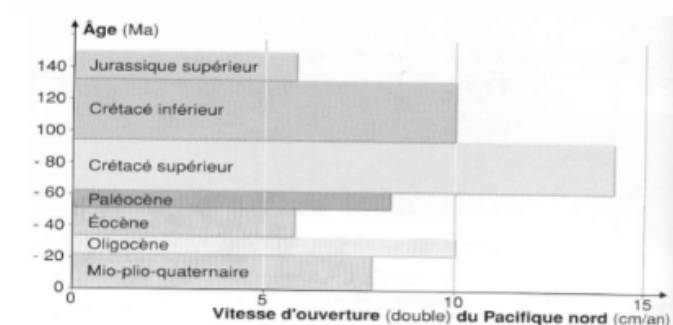 Âge (Ma)
140
Jurassique supérieur
120
Crétacé inférieur
100
- 80
Crétacé supérieur
- 60
Paléocène
- 40
Éocène
Oligocène
- 20
Mio-plio-quaternaire
0
0
5
10
15
Vitesse d'ouverture (double) du Pacifique nord (cm/an)